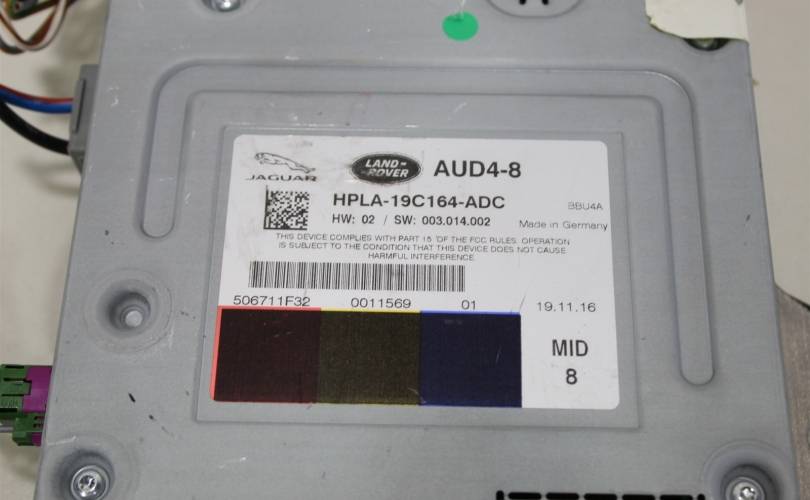 JAGUAR
LAND-
ROVER
AUD4-8
HPLA-19C164-ADC
BBU4A
HW: 02 / SW: 003.014.002
Made in Germany
THIS DEVICE COMPLIES WITH PART 15 'OF THE FCC RULES. OPERATION
IS SUBJECT TO THE CONDITION THAT THIS DEVICE DOES NOT CAUSE
HARMFUL INTERFERENCE.
506711F32 0011569 01 19.11.16
MID
8